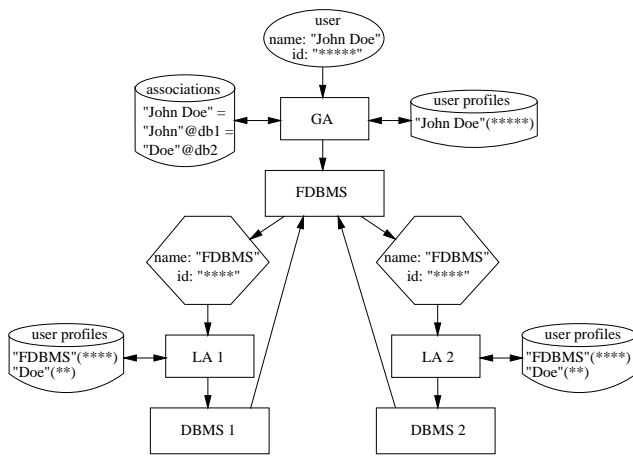 user
name: "John Doe"
id: "*****"
associations
"John Doe" =
"John"@db1 =
"Doe"@db2
GA
user profiles
"John Doe"(*****)
FDBMS
name: "FDBMS"
id: "****"
name: "FDBMS"
id: "****"
user profiles
"FDBMS"(****)
"Doe"(**)
LA 1
LA 2
user profiles
"FDBMS"(****)
"Doe"(**)
DBMS 1
DBMS 2